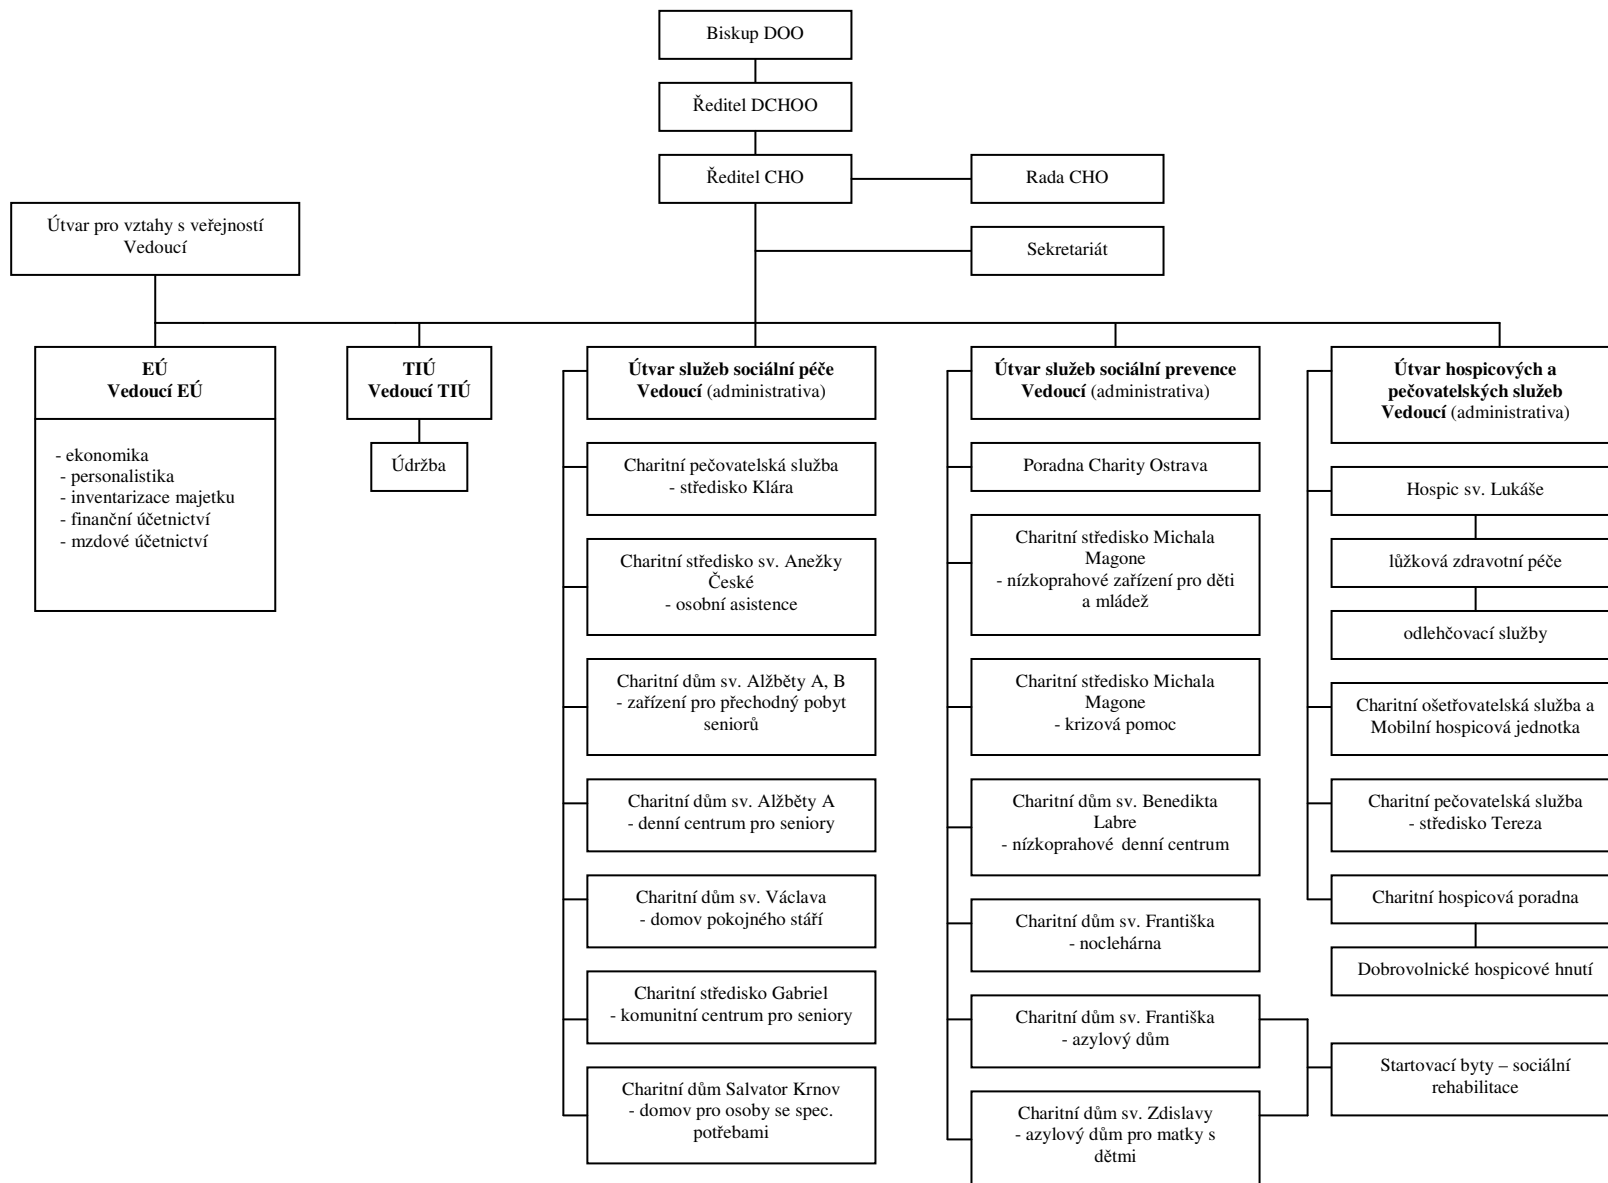 Biskup DOO
Ředitel DCHOO
Ředitel CHO
Rada CHO
Útvar pro vztahy s veřejností
Vedoucí
Sekretariát
EÚ
Vedoucí EÚ
- ekonomika
- personalistika
- inventarizace majetku
- finanční účetnictví
- mzdové účetnictví
TIÚ
Vedoucí TIÚ
Údržba
Útvar služeb sociální péče
Vedoucí (administrativa)
Charitní pečovatelská služba
- středisko Klára
Charitní středisko sv. Anežky
České
- osobní asistence
Charitní dům sv. Alžběty A, B
- zařízení pro přechodný pobyt
seniorů
Charitní dům sv. Alžběty A
- denní centrum pro seniory
Charitní dům sv. Václava
- domov pokojného stáří
Charitní středisko Gabriel
- komunitní centrum pro seniory
Charitní dům Salvator Krnov
- domov pro osoby se spec.
potřebami
Útvar služeb sociální prevence
Vedoucí (administrativa)
Poradna Charity Ostrava
Charitní středisko Michala
Magone
- nízkoprahové zařízení pro děti
a mládež
Charitní středisko Michala
Magone
- krizová pomoc
Charitní dům sv. Benedikta
Labre
- nízkoprahové denní centrum
Charitní dům sv. Františka
- noclehárna
Charitní dům sv. Františka
- azylový dům
Charitní dům sv. Zdislavy
- azylový dům pro matky s
dětmi
Útvar hospicových a
pečovatelských služeb
Vedoucí (administrativa)
Hospic sv. Lukáše
lůžková zdravotní péče
odlehčovací služby
Charitní ošetřovatelská služba a
Mobilní hospicová jednotka
Charitní pečovatelská služba
- středisko Tereza
Charitní hospicová poradna
Dobrovolnické hospicové hnutí
Startovací byty – sociální
rehabilitace